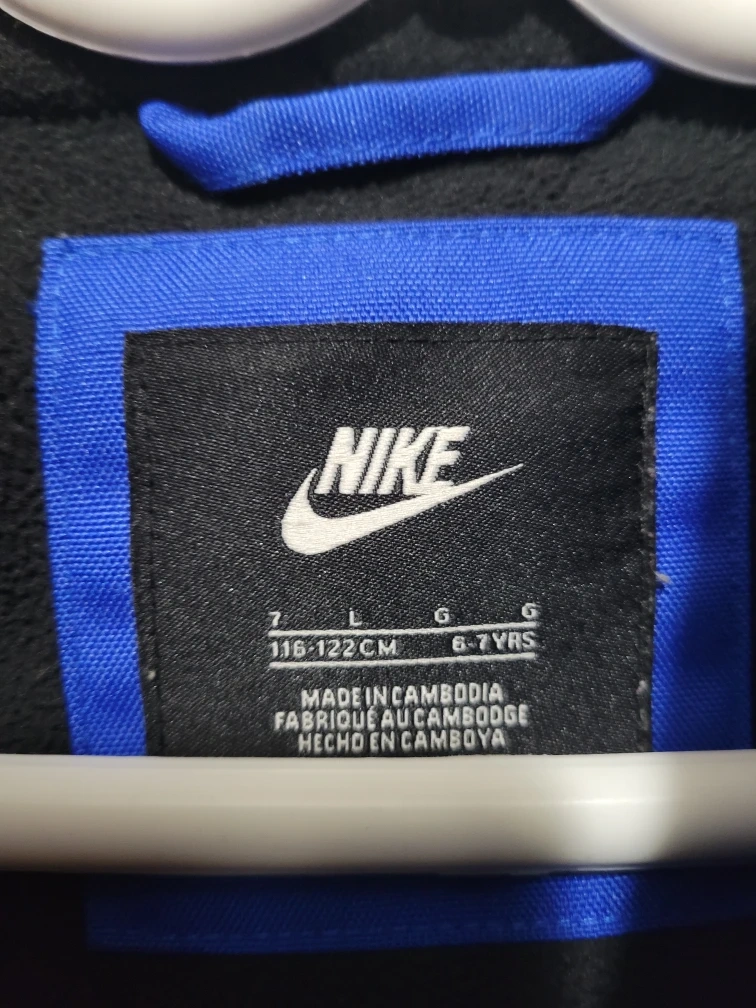 NIKE
7 L G G
116-122CM 6-7YRS
MADE IN CAMBODIA
FABRIQUÉ AU CAMBODGE
HECHO EN CAMBOYA